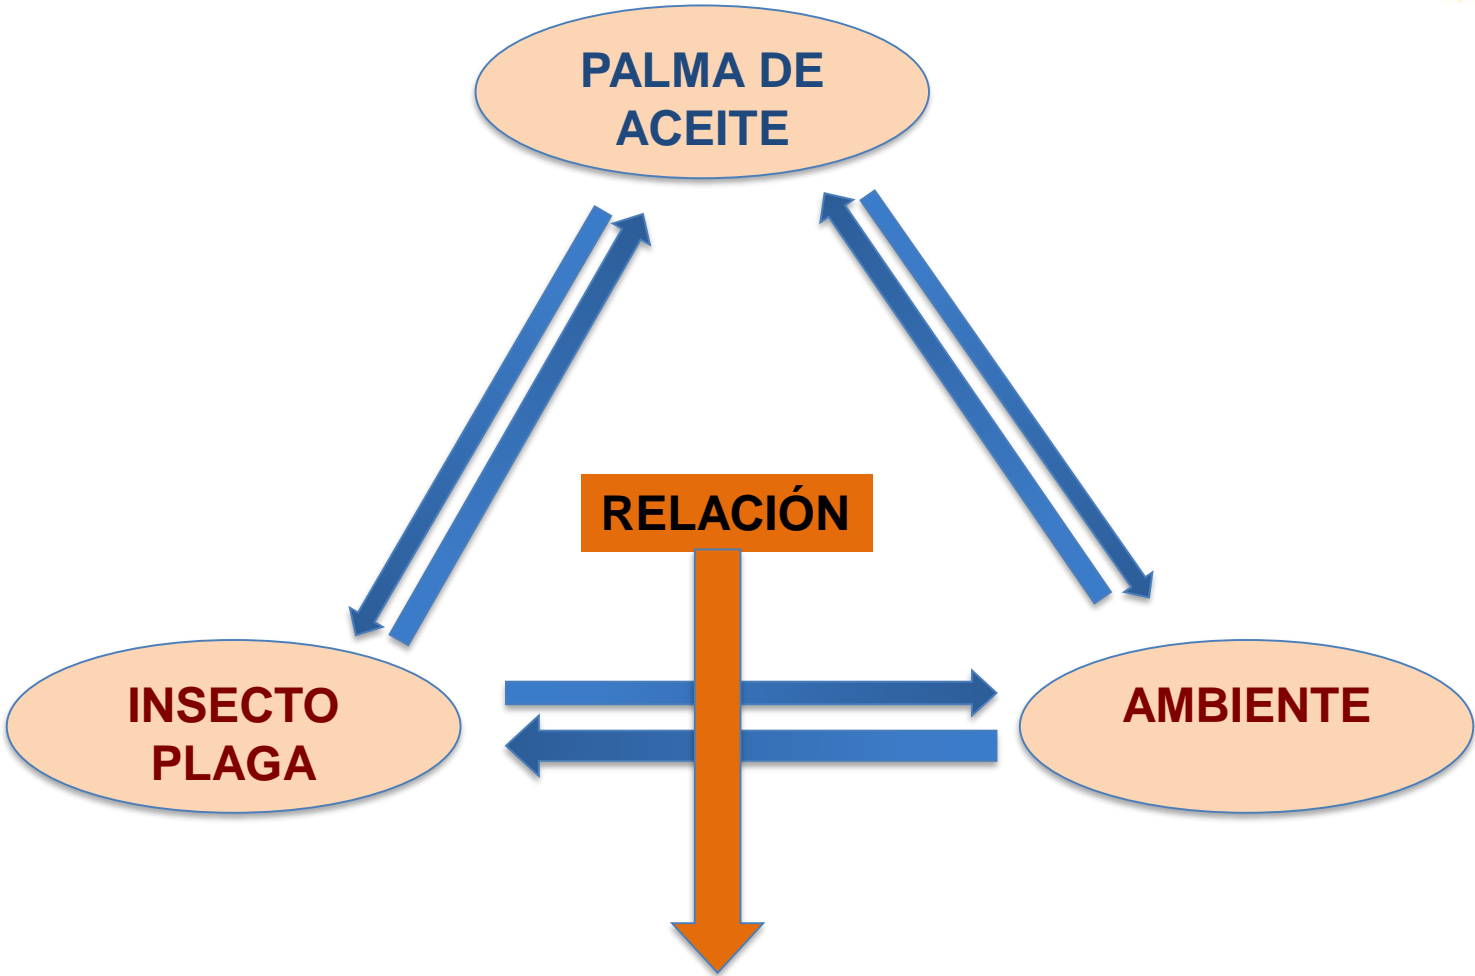 PALMA DE
ACEITE
RELACIÓN
INSECTO
PLAGA
AMBIENTE